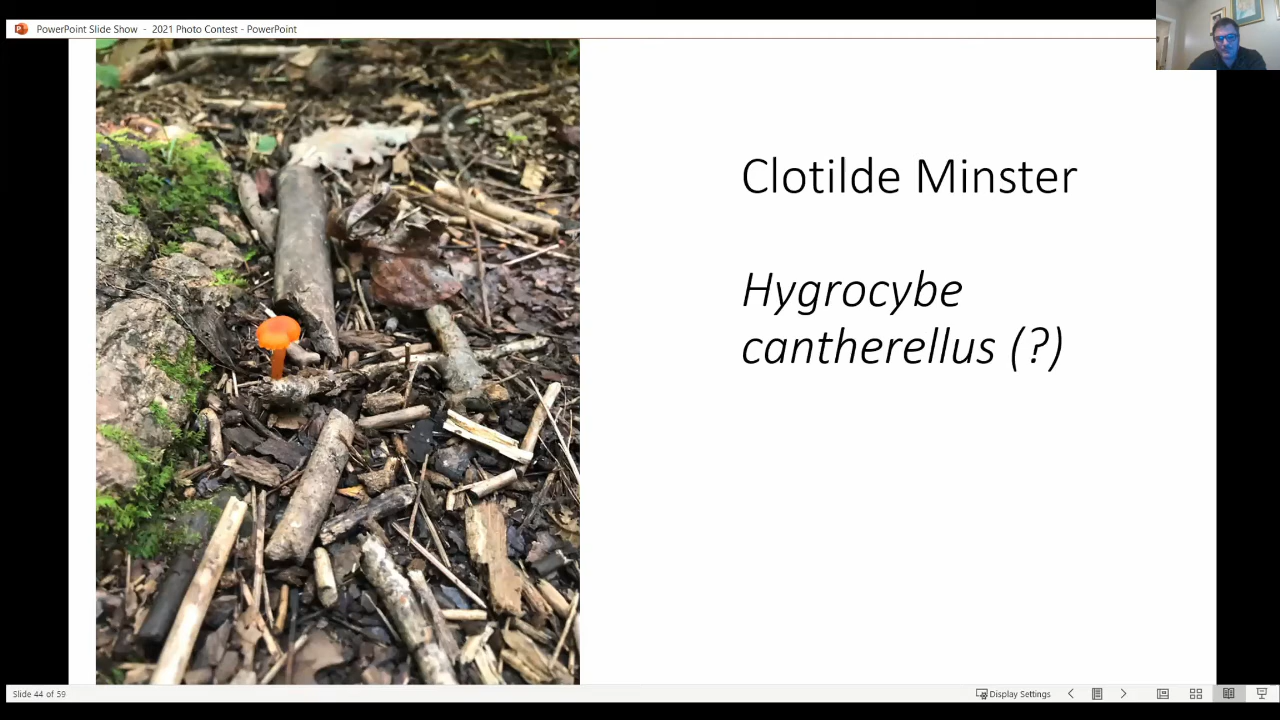 PowerPoint Slide Show - 2021 Photo Contest - PowerPoint
Clotilde Minster
Hygrocybe
cantherellus (?)
Slide 44 of 59
Display Settings